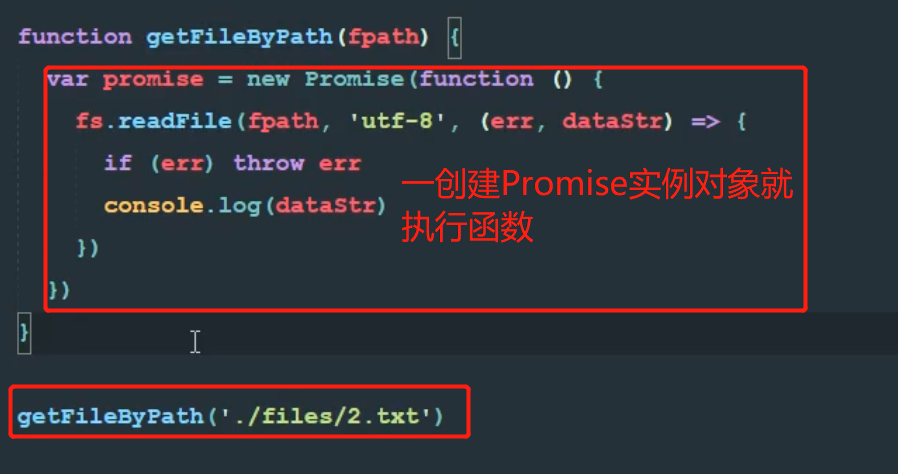 function getFileByPath(fpath) {
var promise = new Promise(function () {
fs.readFile(fpath, 'utf-8', (err, dataStr) => {
if (err) throw err
console.log(dataStr)
})
})
}
一创建Promise实例对象就
执行函数
getFileByPath('./files/2.txt')